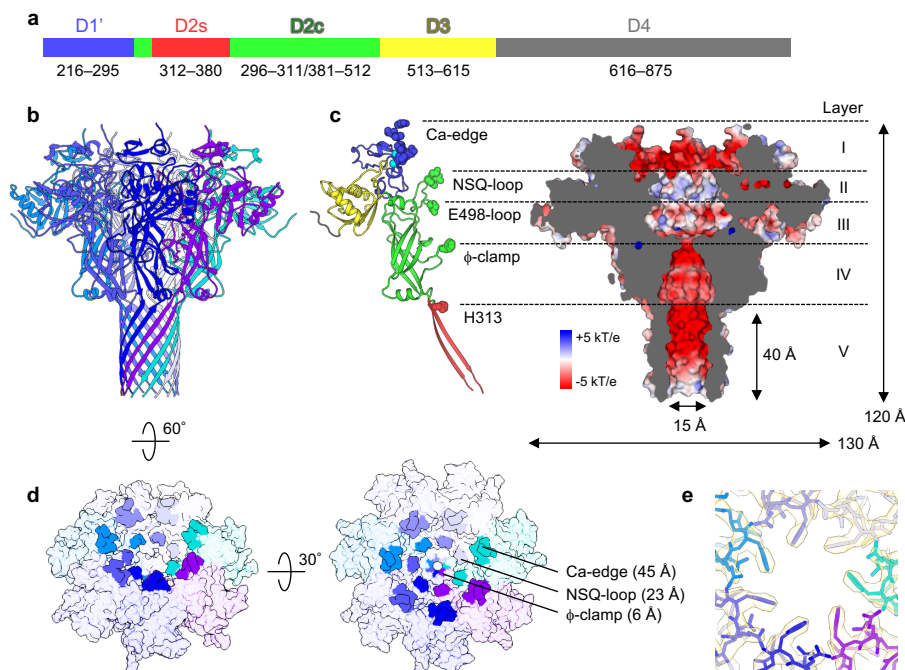 a
D1’ D2s D2c D3 D4
216–295 312–380 296–311/381–512 513–615 616–875
b c Layer
Ca-edge
I
NSQ-loop
II
E498-loop
III
ϕ-clamp
IV
H313
+5 kT/e
-5 kT/e
40 Å
V
15 Å
120 Å
130 Å
60°
d e
30°
Ca-edge (45 Å)
NSQ-loop (23 Å)
ϕ-clamp (6 Å)